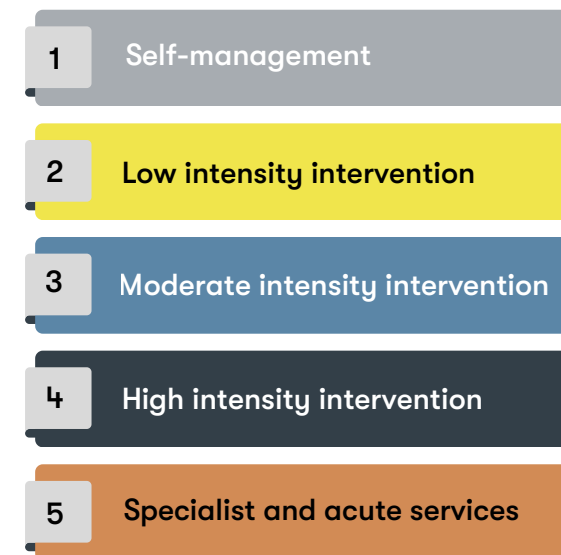 1 Self-management
2 Low intensity intervention
3 Moderate intensity intervention
4 High intensity intervention
5 Specialist and acute services